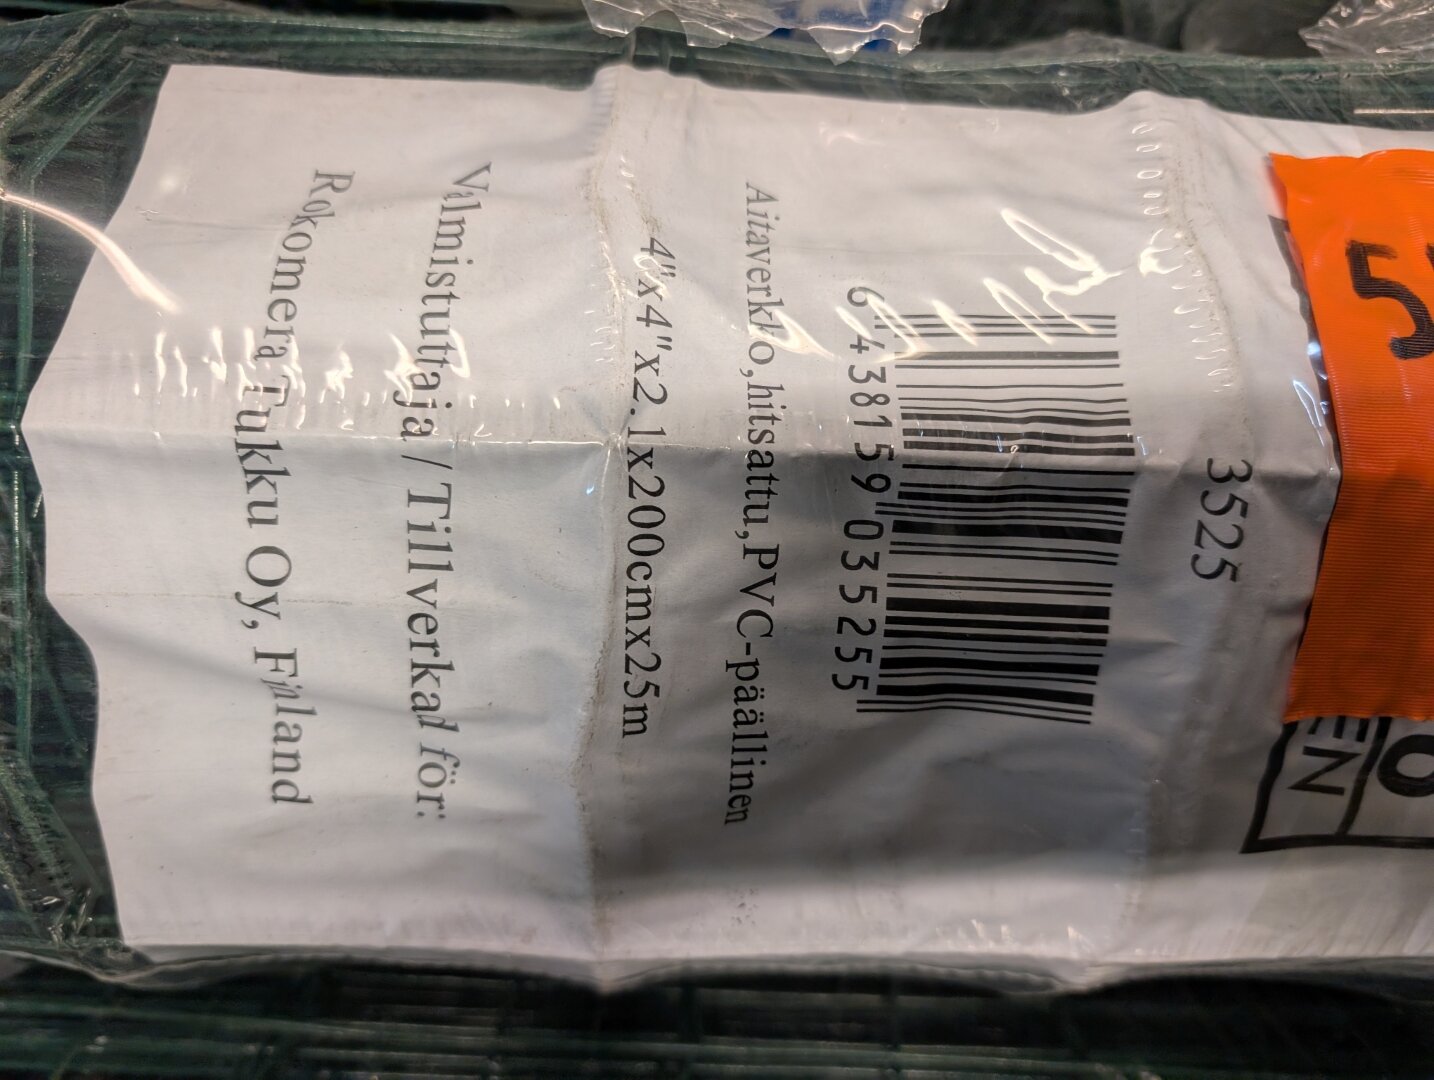 3525
6 438159 035255
Aitaverkko,hitsattu,PVC-päällinen
4"x4"x2.1x200cmx25m
Valmistuttaja / Tillverkad för:
Rokomera Tukku Oy, Finland